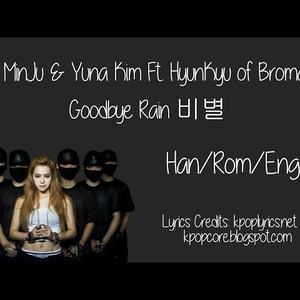 MinJu & Yuna Kim Ft. HyunKyu of
Goodbye Rain 비별
Han/Rom/Eng
Lyrics Credits: kpoplyrics.net
kpopcore.blogspot.com